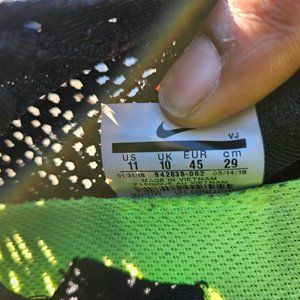 VJ
US UK EUR cm
11 10 45 29
01/31/18 942838-002 05/14/18
MADE IN VIETNAM